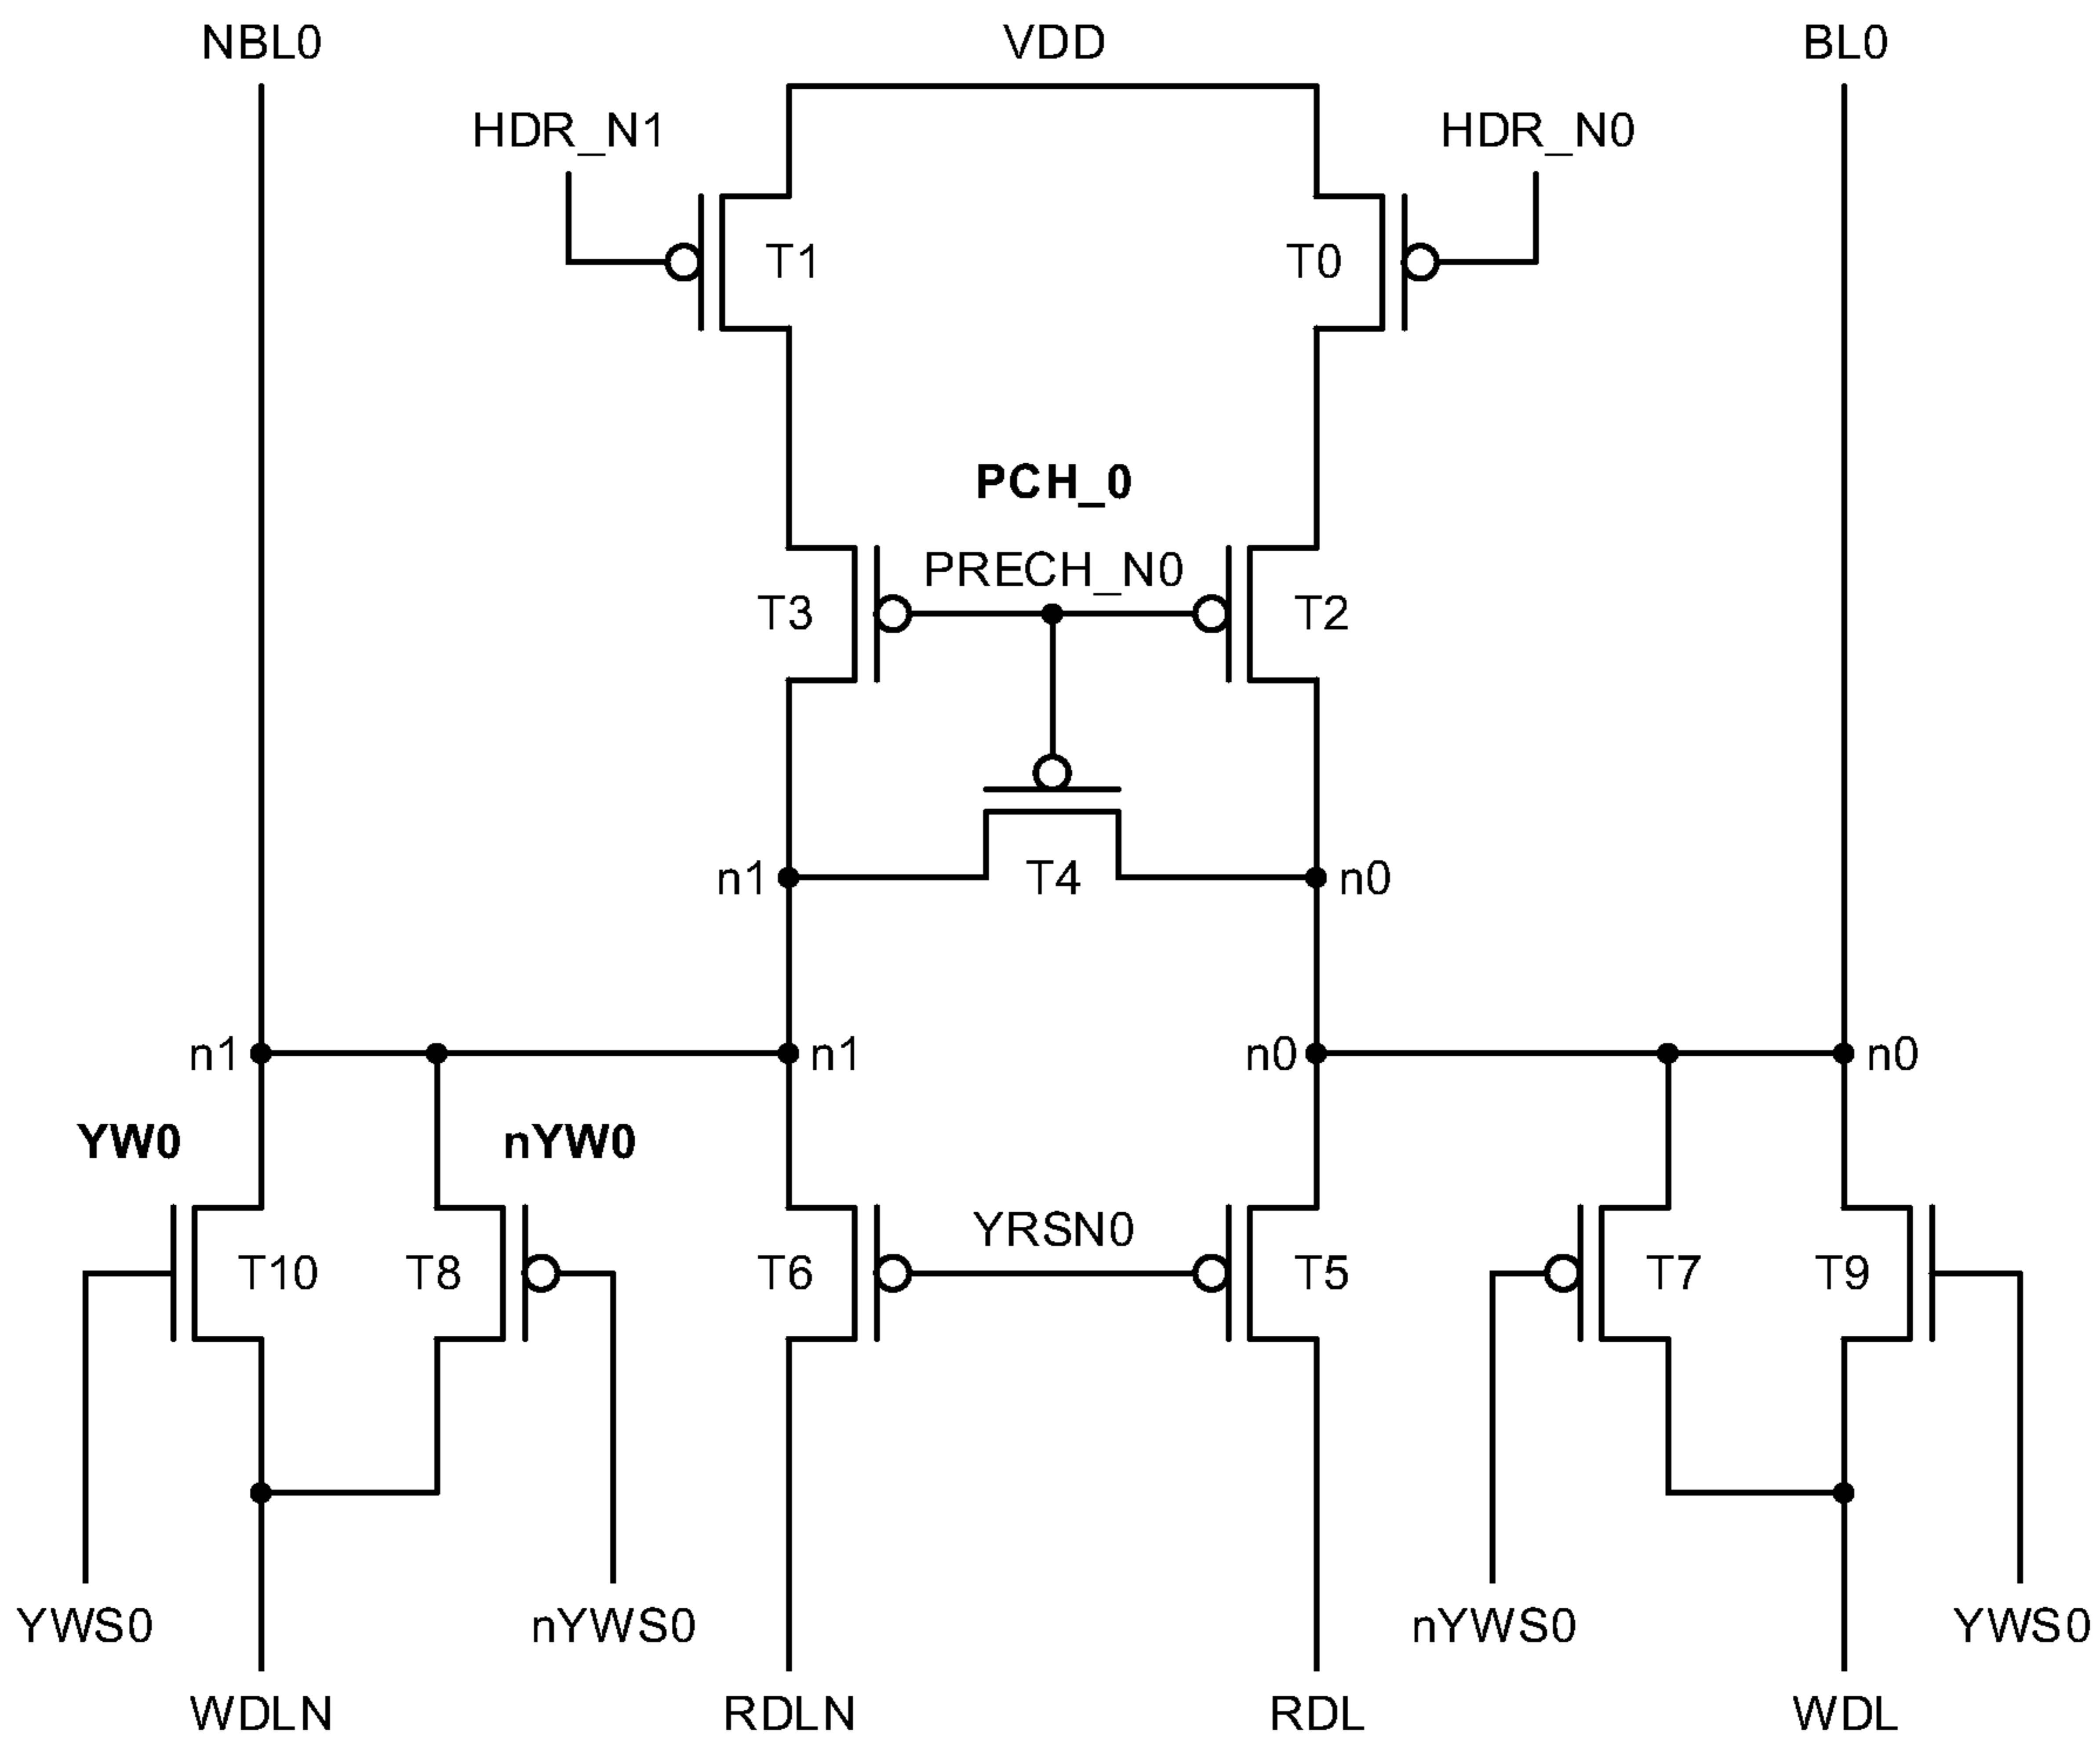 NBL0 VDD BL0
HDR_N1 HDR_N0
T1 T0
PCH_0
PRECH_N0
T3 T2
n1 T4 n0
n1 n1 n0 n0
YW0 nYW0
YRSN0
T10 T8 T6 T5 T7 T9
YWS0 nYWS0 nYWS0 YWS0
WDLN RDLN RDL WDL